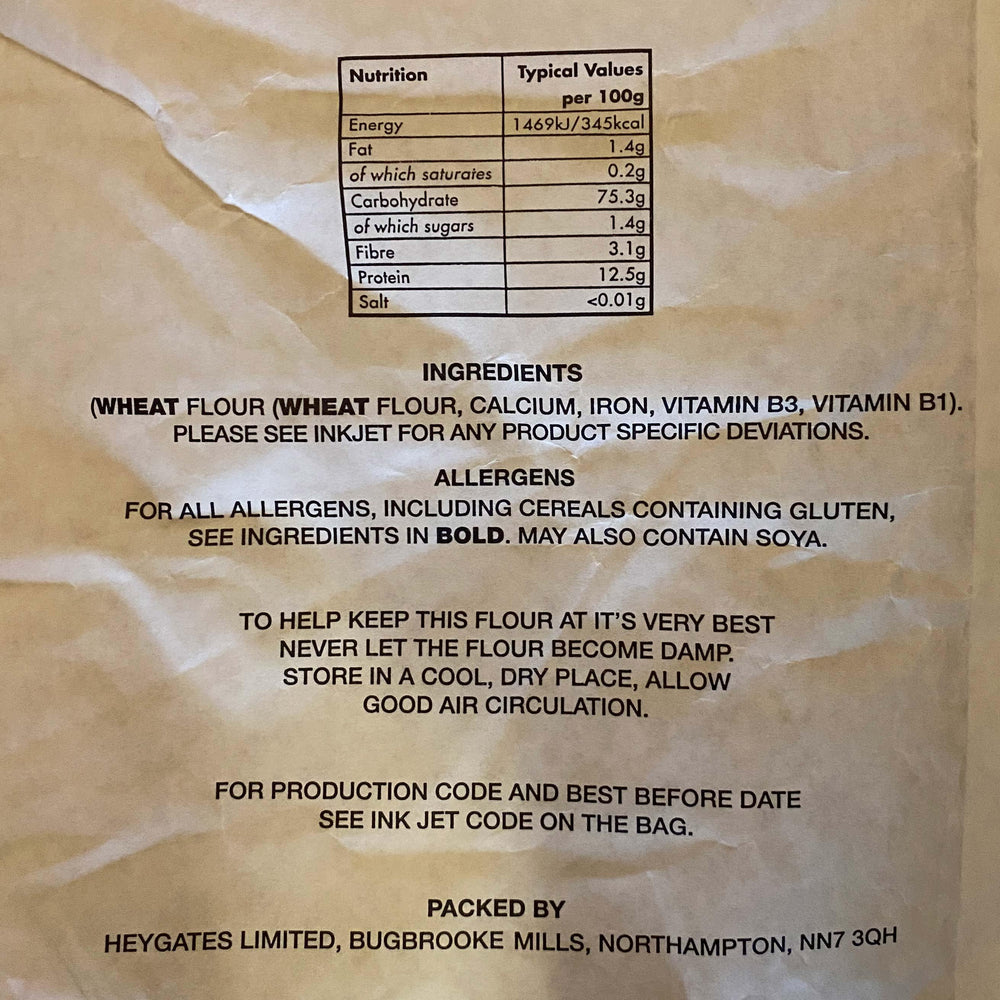 Nutrition Typical Values
per 100g
Energy 1469kJ/345kcal
Fat 1.4g
of which saturates 0.2g
Carbohydrate 75.3g
of which sugars 1.4g
Fibre 3.1g
Protein 12.5g
Salt <0.01g
INGREDIENTS
(WHEAT FLOUR (WHEAT FLOUR, CALCIUM, IRON, VITAMIN B3, VITAMIN B1).
PLEASE SEE INKJET FOR ANY PRODUCT SPECIFIC DEVIATIONS.
ALLERGENS
FOR ALL ALLERGENS, INCLUDING CEREALS CONTAINING GLUTEN,
SEE INGREDIENTS IN BOLD. MAY ALSO CONTAIN SOYA.
TO HELP KEEP THIS FLOUR AT IT'S VERY BEST
NEVER LET THE FLOUR BECOME DAMP.
STORE IN A COOL, DRY PLACE, ALLOW
GOOD AIR CIRCULATION.
FOR PRODUCTION CODE AND BEST BEFORE DATE
SEE INK JET CODE ON THE BAG.
PACKED BY
HEYGATES LIMITED, BUGBROOKE MILLS, NORTHAMPTON, NN7 3QH